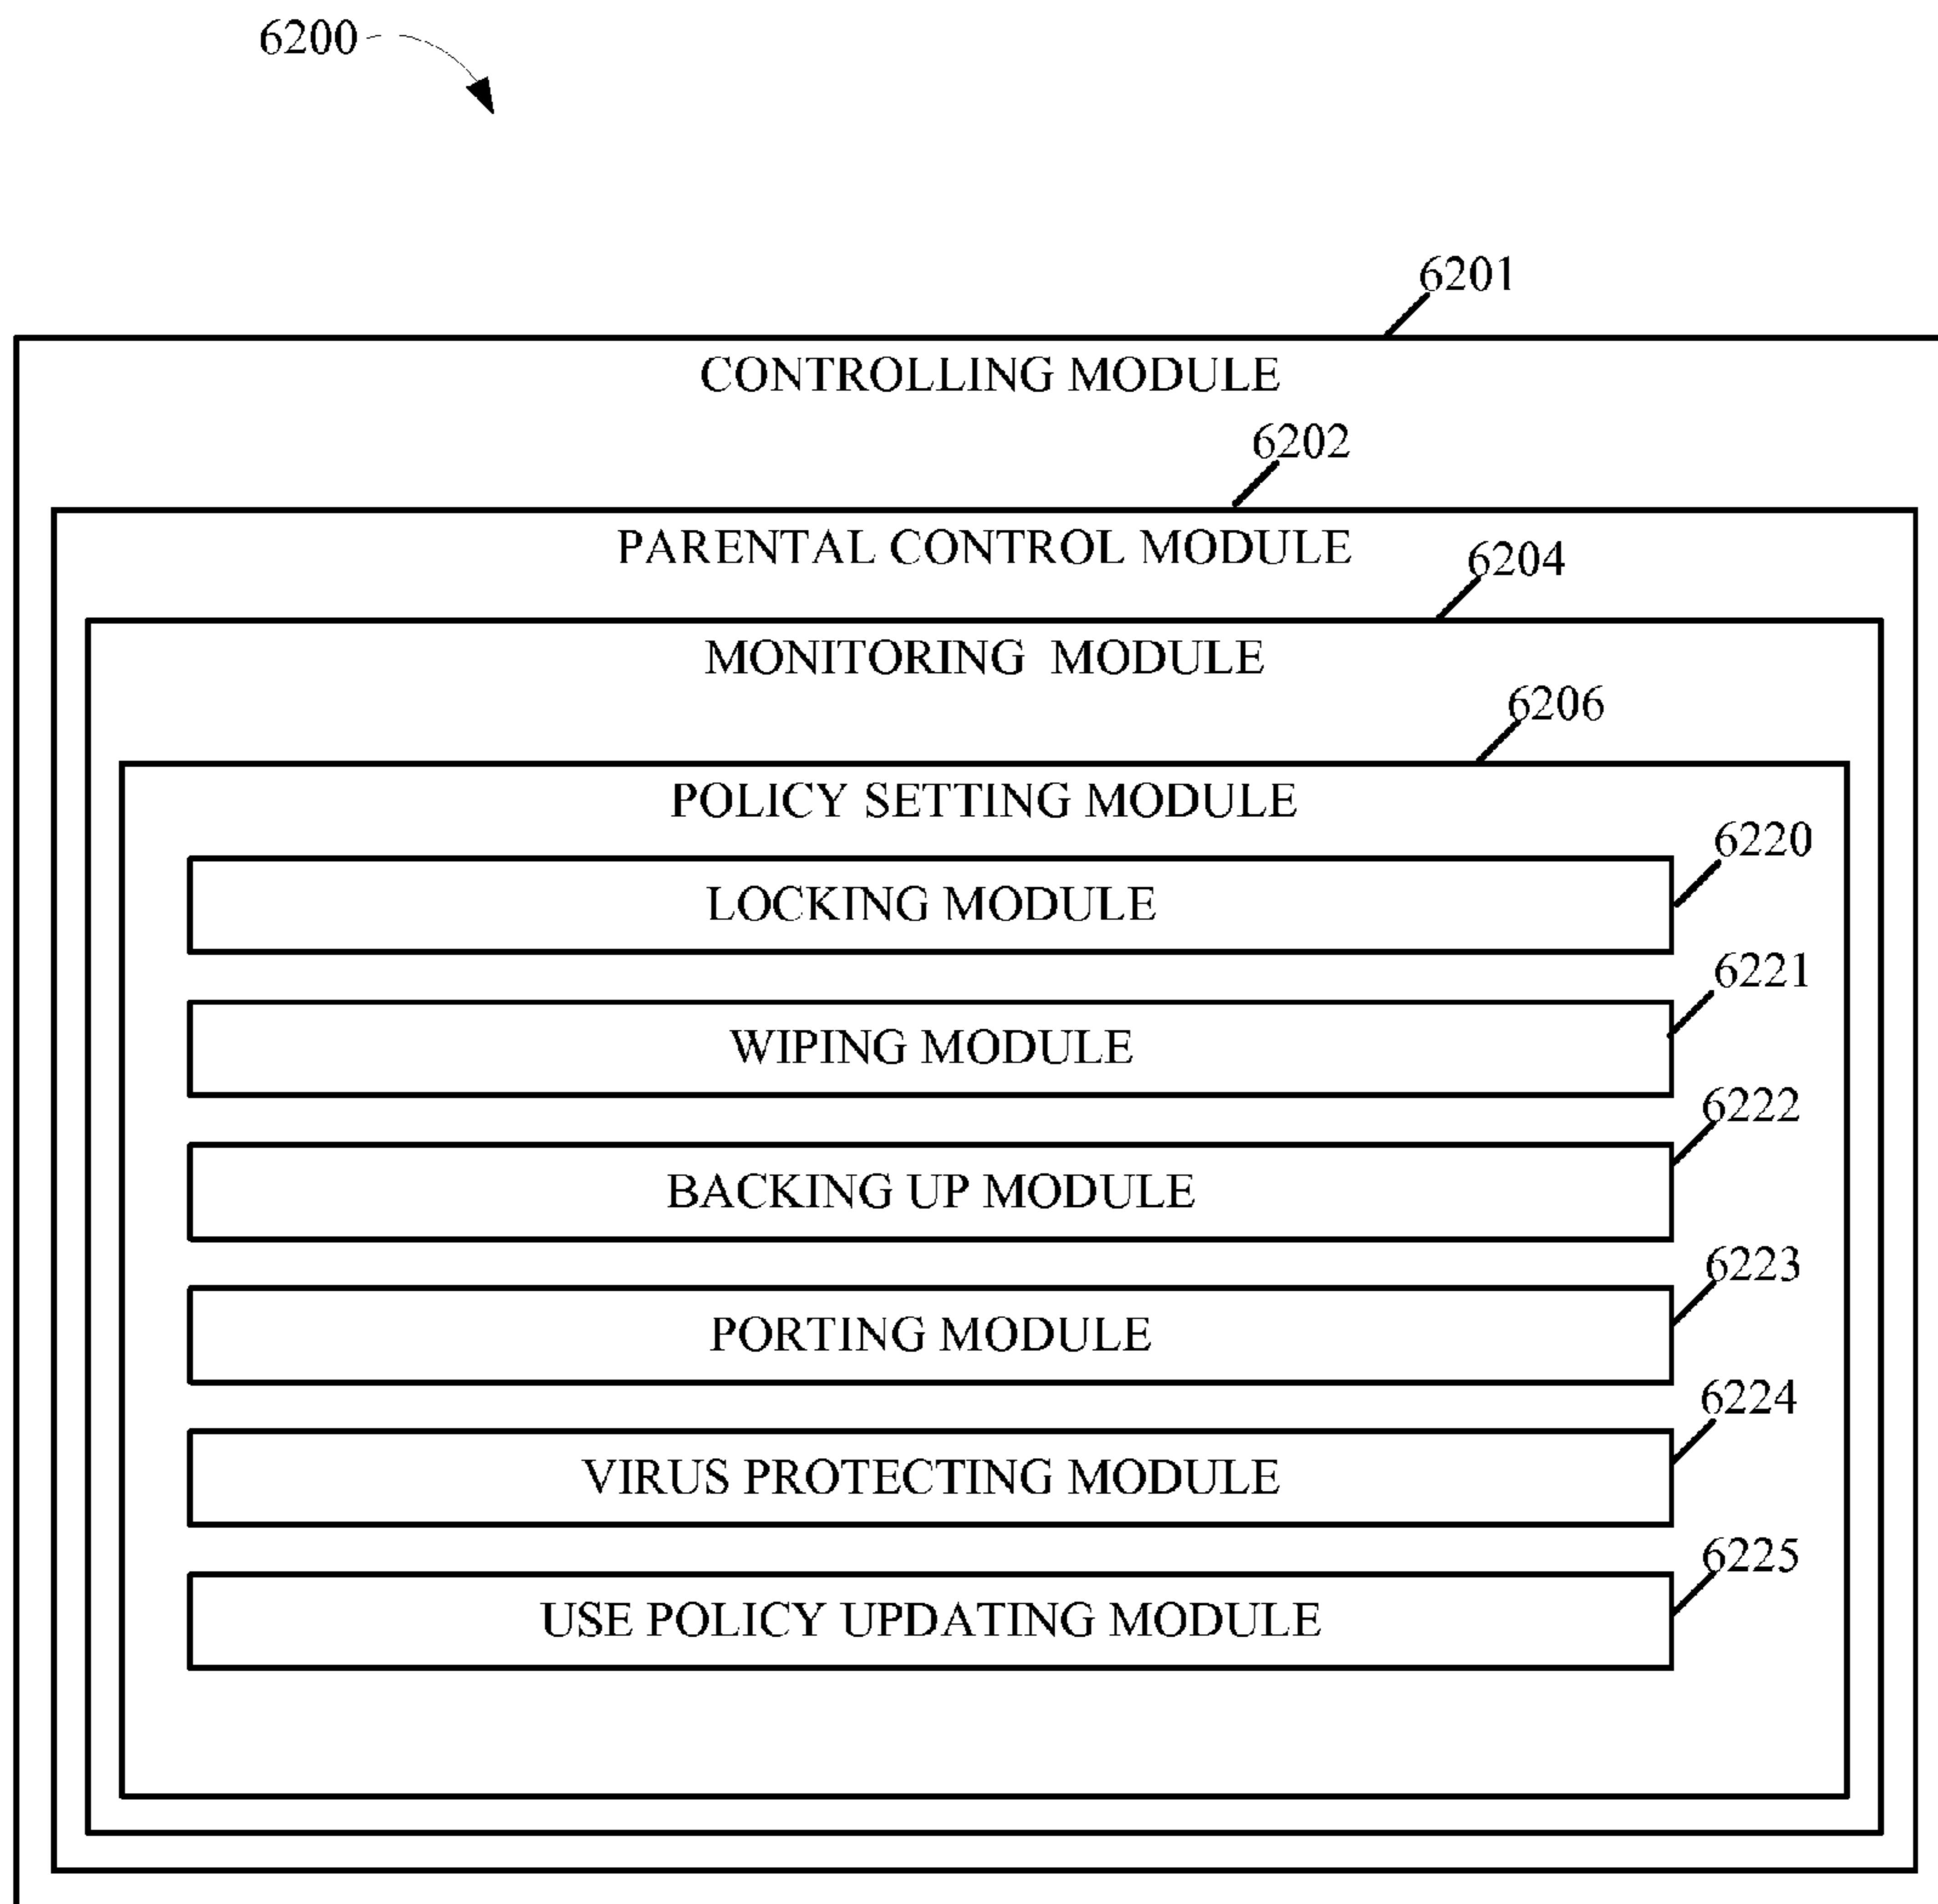 6200
6201
CONTROLLING MODULE
6202
PARENTAL CONTROL MODULE
6204
MONITORING MODULE
6206
POLICY SETTING MODULE
6220
LOCKING MODULE
6221
WIPING MODULE
6222
BACKING UP MODULE
6223
PORTING MODULE
6224
VIRUS PROTECTING MODULE
6225
USE POLICY UPDATING MODULE